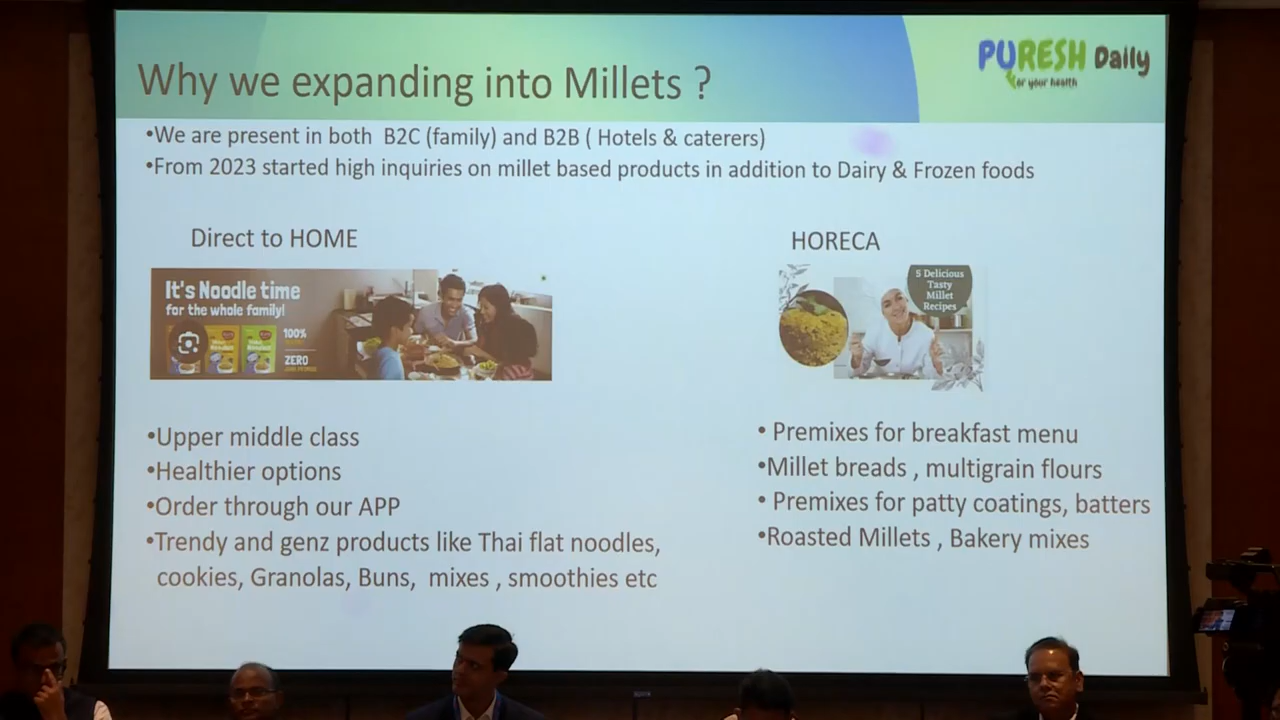 Why we expanding into Millets ?
PURESH Daily
for your health
•We are present in both B2C (family) and B2B ( Hotels & caterers)
•From 2023 started high inquiries on millet based products in addition to Dairy & Frozen foods
Direct to HOME
It's Noodle time
for the whole family!
100%
ZERO
•Upper middle class
•Healthier options
•Order through our APP
•Trendy and genz products like Thai flat noodles,
cookies, Granolas, Buns, mixes , smoothies etc
HORECA
5 Delicious
Tasty
Millet
Recipes
• Premixes for breakfast menu
•Millet breads , multigrain flours
• Premixes for patty coatings, batters
•Roasted Millets , Bakery mixes